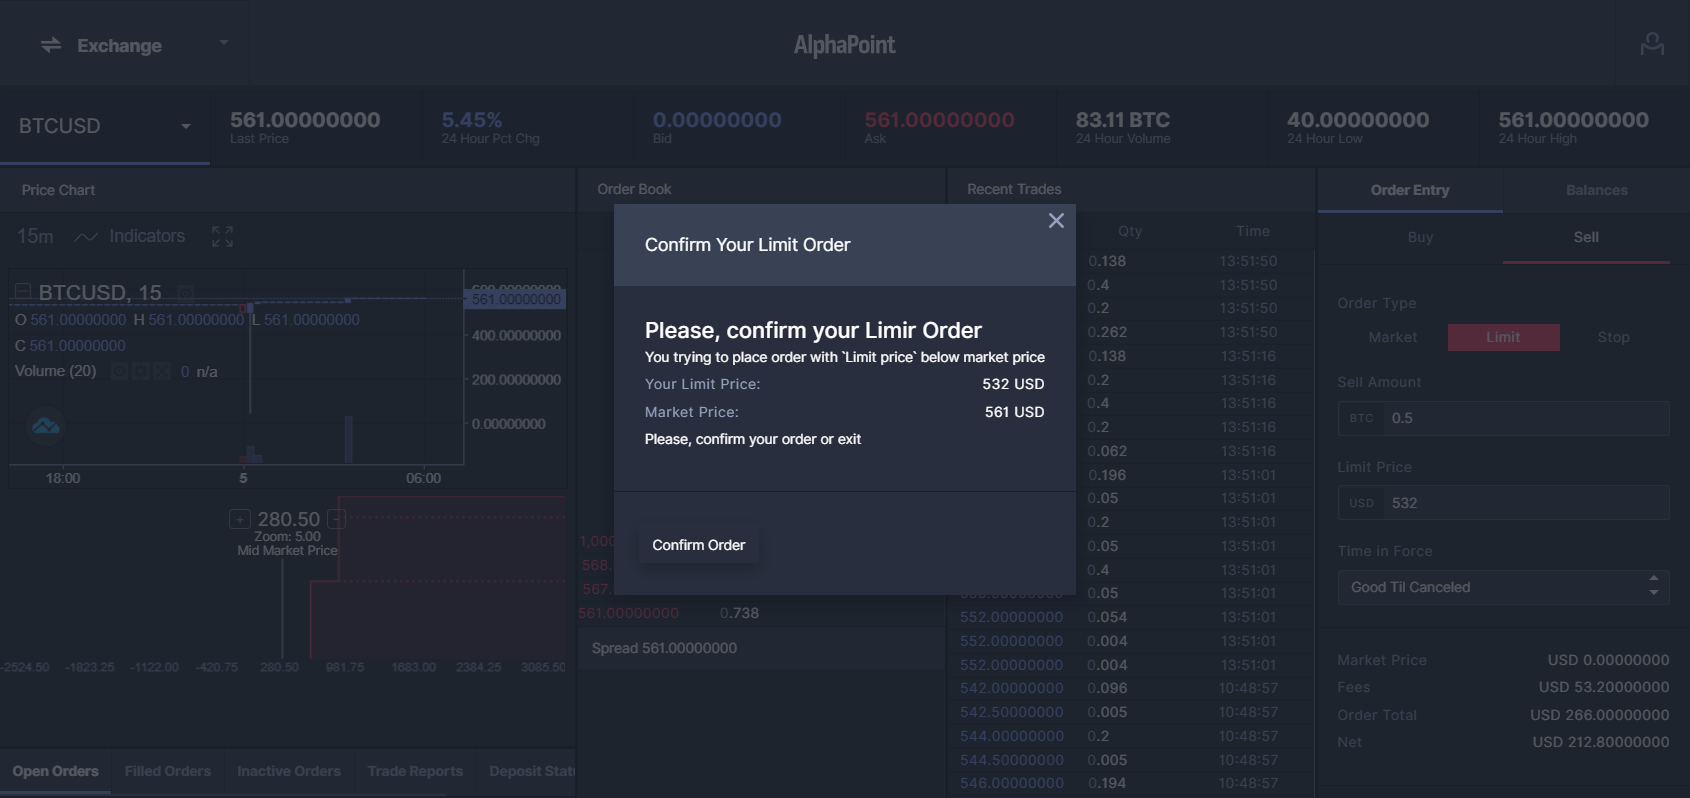 Exchange
AlphaPoint
BTCUSD
561.00000000
Last Price
5.45%
24 Hour Pct Chg
0.00000000
Bid
561.00000000
Ask
83.11 BTC
24 Hour Volume
40.00000000
24 Hour Low
561.00000000
24 Hour High
Price Chart
15m Indicators
BTCUSD, 15
O 561.00000000 H 561.00000000 L 561.00000000
C 561.00000000
Volume (20) 0 n/a
561.00000000
400.00000000
200.00000000
0.00000000
18:00 5 06:00
+ 280.50 -
Zoom: 5.00
Mid Market Price
-2524.50 -1823.25 -1122.00 -420.75 280.50 981.75 1683.00 2384.25 3085.50
Open Orders Filled Orders Inactive Orders Trade Reports Deposit Statu
Order Book
1,000
568.
567.
561.00000000 0.738
Spread 561.00000000
Recent Trades
Qty Time
0.138 13:51:50
0.4 13:51:50
0.2 13:51:50
0.262 13:51:50
0.138 13:51:16
0.2 13:51:16
0.4 13:51:16
0.2 13:51:16
0.062 13:51:16
0.196 13:51:01
0.05 13:51:01
0.2 13:51:01
0.05 13:51:01
0.4 13:51:01
0.05 13:51:01
552.00000000 0.054 13:51:01
552.00000000 0.004 13:51:01
552.00000000 0.004 13:51:01
542.00000000 0.096 10:48:57
542.50000000 0.005 10:48:57
544.00000000 0.2 10:48:57
544.50000000 0.005 10:48:57
546.00000000 0.194 10:48:57
Confirm Your Limit Order
Please, confirm your Limir Order
You trying to place order with `Limit price` below market price
Your Limit Price: 532 USD
Market Price: 561 USD
Please, confirm your order or exit
Confirm Order
Order Entry Balances
Buy Sell
Order Type
Market Limit Stop
Sell Amount
BTC 0.5
Limit Price
USD 532
Time in Force
Good Til Canceled
Market Price USD 0.00000000
Fees USD 53.20000000
Order Total USD 266.00000000
Net USD 212.80000000